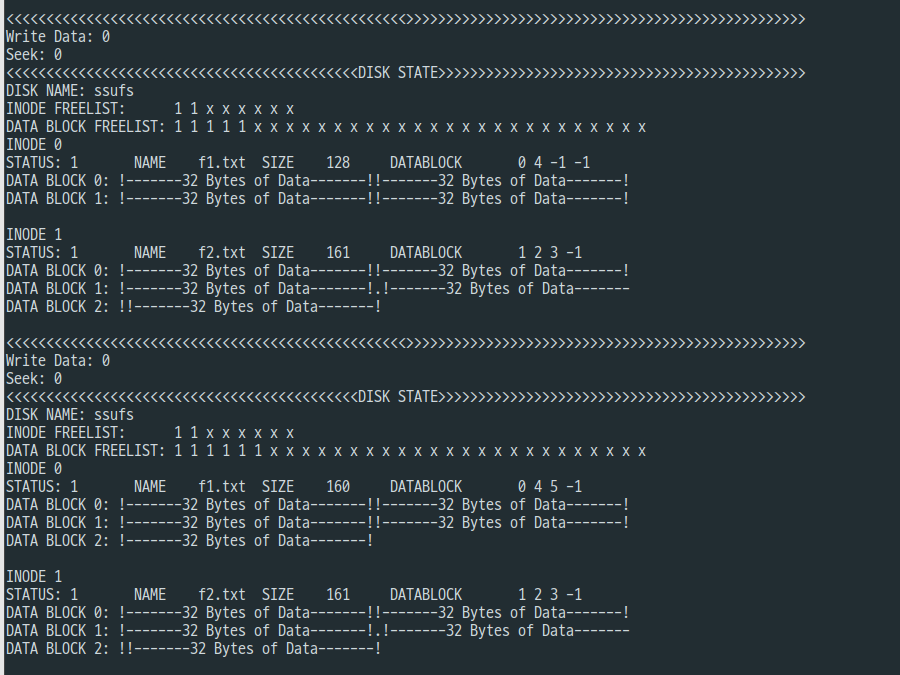 <<<<<<<<<<<<<<<<<<<<<<<<<<<<<<<<<<<<<<<<<<<<<<<<<<>>>>>>>>>>>>>>>>>>>>>>>>>>>>>>>>>>>>>>>>>>>>>>>>>>
Write Data: 0
Seek: 0
<<<<<<<<<<<<<<<<<<<<<<<<<<<<<<<<<<<<<<<<<<<<DISK STATE>>>>>>>>>>>>>>>>>>>>>>>>>>>>>>>>>>>>>>>>>>>>>>
DISK NAME: ssufs
INODE FREELIST:      1 1 x x x x x x
DATA BLOCK FREELIST: 1 1 1 1 1 x x x x x x x x x x x x x x x x x x x x x x x x x
INODE 0
STATUS: 1       NAME    f1.txt  SIZE    128     DATABLOCK       0 4 -1 -1
DATA BLOCK 0: !-------32 Bytes of Data-------!!-------32 Bytes of Data-------!
DATA BLOCK 1: !-------32 Bytes of Data-------!!-------32 Bytes of Data-------!

INODE 1
STATUS: 1       NAME    f2.txt  SIZE    161     DATABLOCK       1 2 3 -1
DATA BLOCK 0: !-------32 Bytes of Data-------!!-------32 Bytes of Data-------!
DATA BLOCK 1: !-------32 Bytes of Data-------!.!-------32 Bytes of Data-------
DATA BLOCK 2: !!-------32 Bytes of Data-------!

<<<<<<<<<<<<<<<<<<<<<<<<<<<<<<<<<<<<<<<<<<<<<<<<<<>>>>>>>>>>>>>>>>>>>>>>>>>>>>>>>>>>>>>>>>>>>>>>>>>>
Write Data: 0
Seek: 0
<<<<<<<<<<<<<<<<<<<<<<<<<<<<<<<<<<<<<<<<<<<<DISK STATE>>>>>>>>>>>>>>>>>>>>>>>>>>>>>>>>>>>>>>>>>>>>>>
DISK NAME: ssufs
INODE FREELIST:      1 1 x x x x x x
DATA BLOCK FREELIST: 1 1 1 1 1 1 x x x x x x x x x x x x x x x x x x x x x x x x
INODE 0
STATUS: 1       NAME    f1.txt  SIZE    160     DATABLOCK       0 4 5 -1
DATA BLOCK 0: !-------32 Bytes of Data-------!!-------32 Bytes of Data-------!
DATA BLOCK 1: !-------32 Bytes of Data-------!!-------32 Bytes of Data-------!
DATA BLOCK 2: !-------32 Bytes of Data-------!

INODE 1
STATUS: 1       NAME    f2.txt  SIZE    161     DATABLOCK       1 2 3 -1
DATA BLOCK 0: !-------32 Bytes of Data-------!!-------32 Bytes of Data-------!
DATA BLOCK 1: !-------32 Bytes of Data-------!.!-------32 Bytes of Data-------
DATA BLOCK 2: !!-------32 Bytes of Data-------!